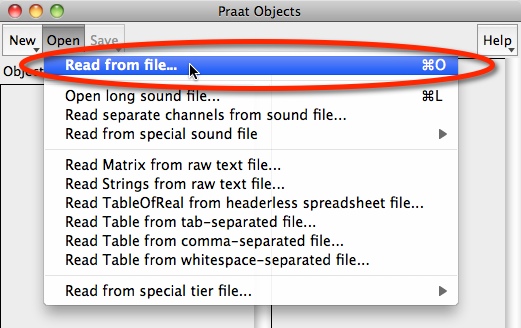 Praat Objects
New Open Save Help
Object
Read from file... ⌘O
Open long sound file... ⌘L
Read separate channels from sound file...
Read from special sound file
Read Matrix from raw text file...
Read Strings from raw text file...
Read TableOfReal from headerless spreadsheet file...
Read Table from tab-separated file...
Read Table from comma-separated file...
Read Table from whitespace-separated file...
Read from special tier file...